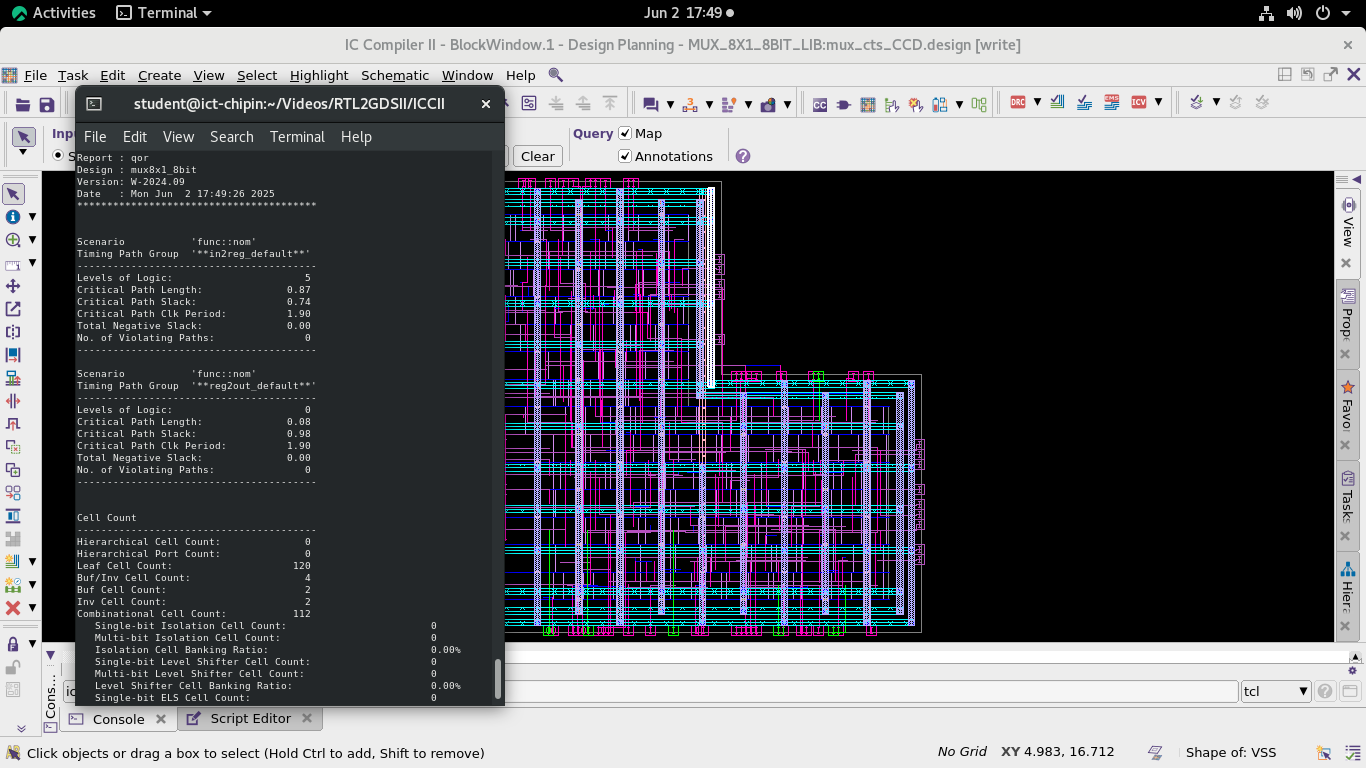 Activities
Terminal
Jun 2 17:49
IC Compiler II - BlockWindow.1 - Design Planning - MUX_8X1_8BIT_LIB:mux_cts_CCD.design [write]
File Task Edit Create View Select Highlight Schematic Window Help
student@ict-chipin:~/Videos/RTL2GDSII/ICCII
File Edit View Search Terminal Help
DRC
EMS
ICV
Query Map
Clear Annotations
Report : qor
Design : mux8x1_8bit
Version: W-2024.09
Date : Mon Jun 2 17:49:26 2025
****************************************
Scenario 'func::nom'
Timing Path Group '**in2reg_default**'
----------------------------------------
Levels of Logic: 5
Critical Path Length: 0.87
Critical Path Slack: 0.74
Critical Path Clk Period: 1.90
Total Negative Slack: 0.00
No. of Violating Paths: 0
----------------------------------------
Scenario 'func::nom'
Timing Path Group '**reg2out_default**'
----------------------------------------
Levels of Logic: 0
Critical Path Length: 0.08
Critical Path Slack: 0.98
Critical Path Clk Period: 1.90
Total Negative Slack: 0.00
No. of Violating Paths: 0
----------------------------------------
Cell Count
----------------------------------------
Hierarchical Cell Count: 0
Hierarchical Port Count: 0
Leaf Cell Count: 120
Buf/Inv Cell Count: 4
Buf Cell Count: 2
Inv Cell Count: 2
Combinational Cell Count: 112
Single-bit Isolation Cell Count: 0
Multi-bit Isolation Cell Count: 0
Isolation Cell Banking Ratio: 0.00%
Single-bit Level Shifter Cell Count: 0
Multi-bit Level Shifter Cell Count: 0
Level Shifter Cell Banking Ratio: 0.00%
Single-bit ELS Cell Count: 0
View
Prope
Favo
Tasks
Hier
Cons...
tcl
Console
Script Editor
Click objects or drag a box to select (Hold Ctrl to add, Shift to remove)
No Grid
XY 4.983, 16.712
Shape of: VSS